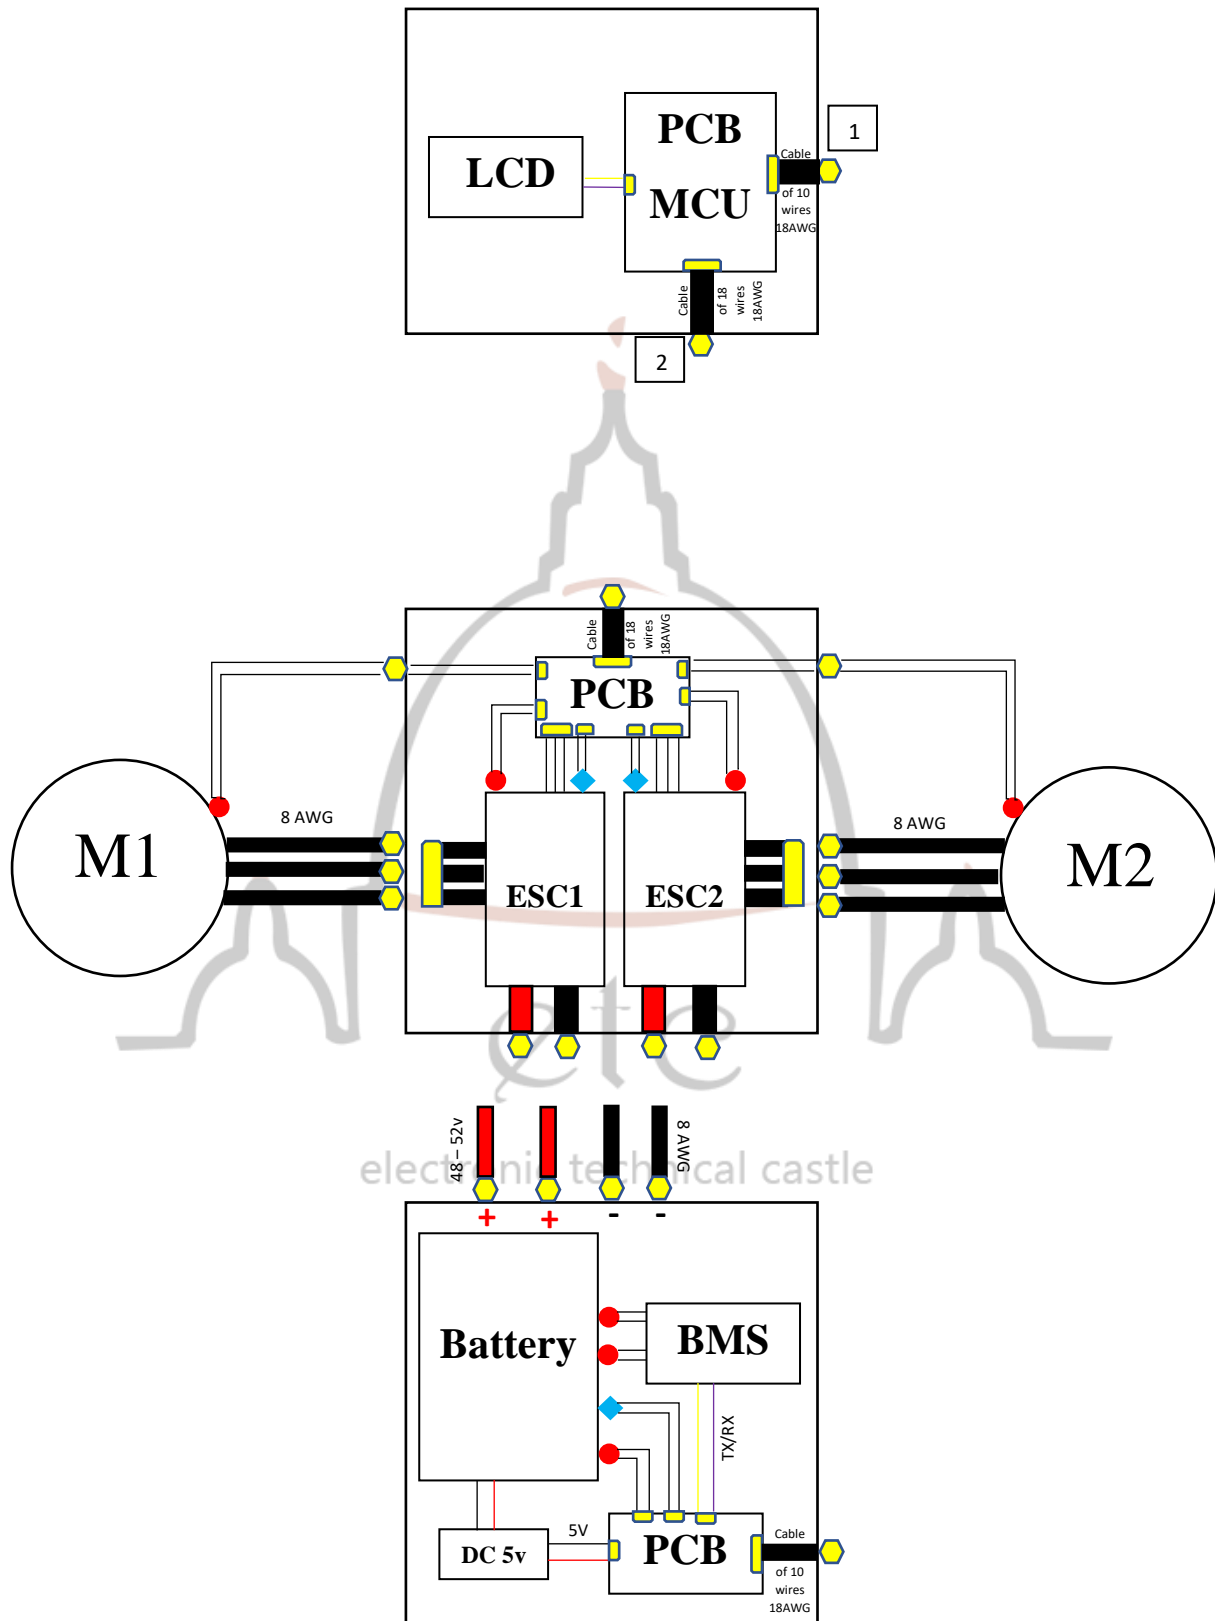 PCB
MCU
LCD
1
Cable
of 10
wires
18AWG
Cable
of 18
wires
18AWG
2
Cable
of 18
wires
18AWG
PCB
M1
8 AWG
ESC1
ESC2
8 AWG
M2
etc
48 – 52v
8 AWG
electronic technical castle
+
+
-
-
Battery
BMS
TX/RX
5V
DC 5v
PCB
Cable
of 10
wires
18AWG